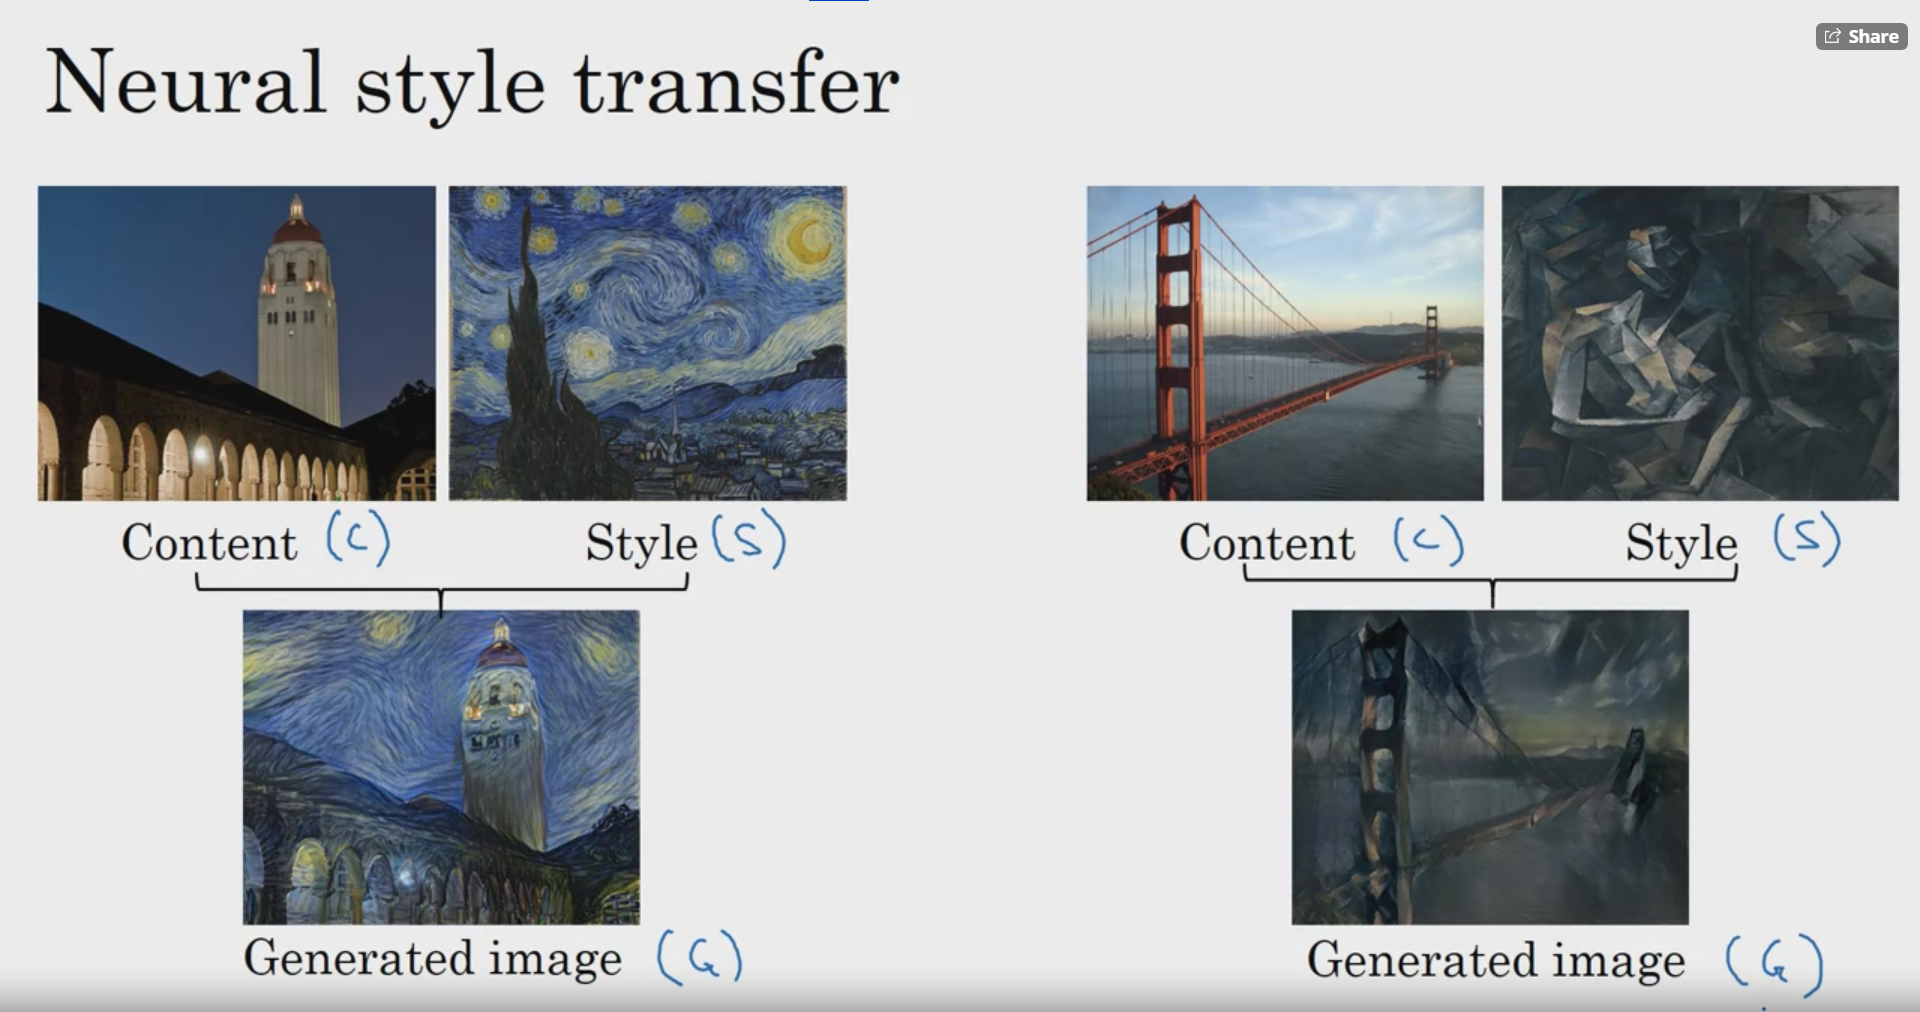 Share
Neural style transfer
Content (C)
Style (S)
Generated image (G)
Content (C)
Style (S)
Generated image (G)